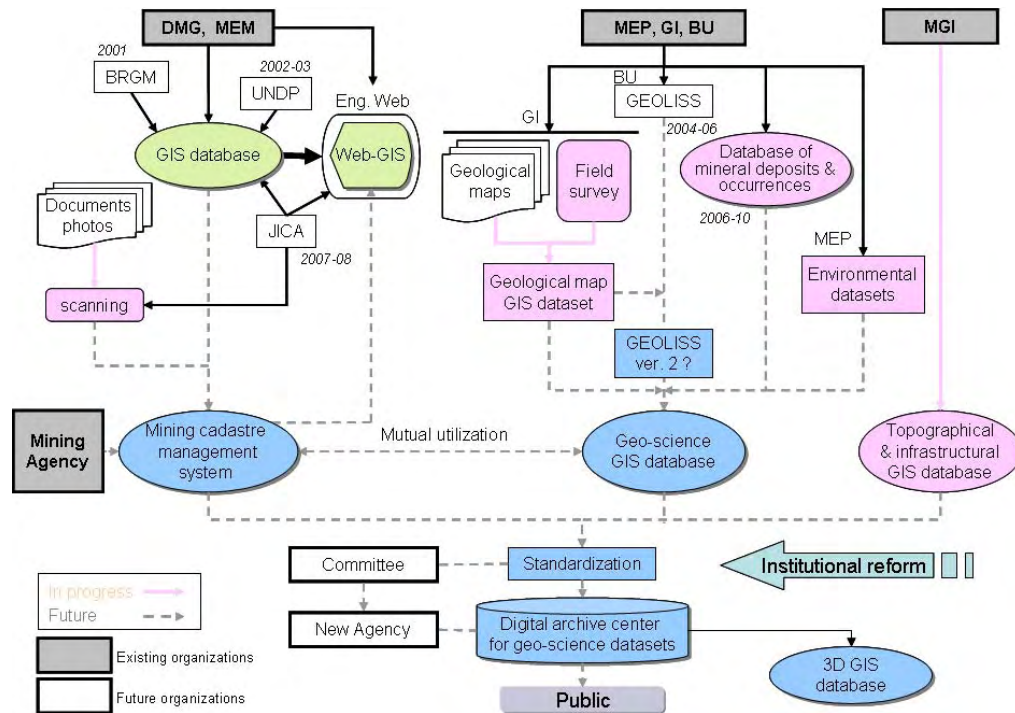 DMG, MEM
MEP, GI, BU
MGI
2001
BRGM
2002-03
UNDP
Eng. Web
BU
GEOLISS
2004-06
GI
GIS database
Web-GIS
Geological
maps
Field
survey
Database of
mineral deposits &
occurrences
2006-10
Documents
photos
JICA
2007-08
MEP
scanning
Geological map
GIS dataset
Environmental
datasets
GEOLISS
ver. 2 ?
Mining
Agency
Mining cadastre
management
system
Mutual utilization
Geo-science
GIS database
Topographical
& infrastructural
GIS database
Committee
Standardization
Institutional reform
In progress
Future
New Agency
Digital archive center
for geo-science datasets
Existing organizations
Future organizations
3D GIS
database
Public